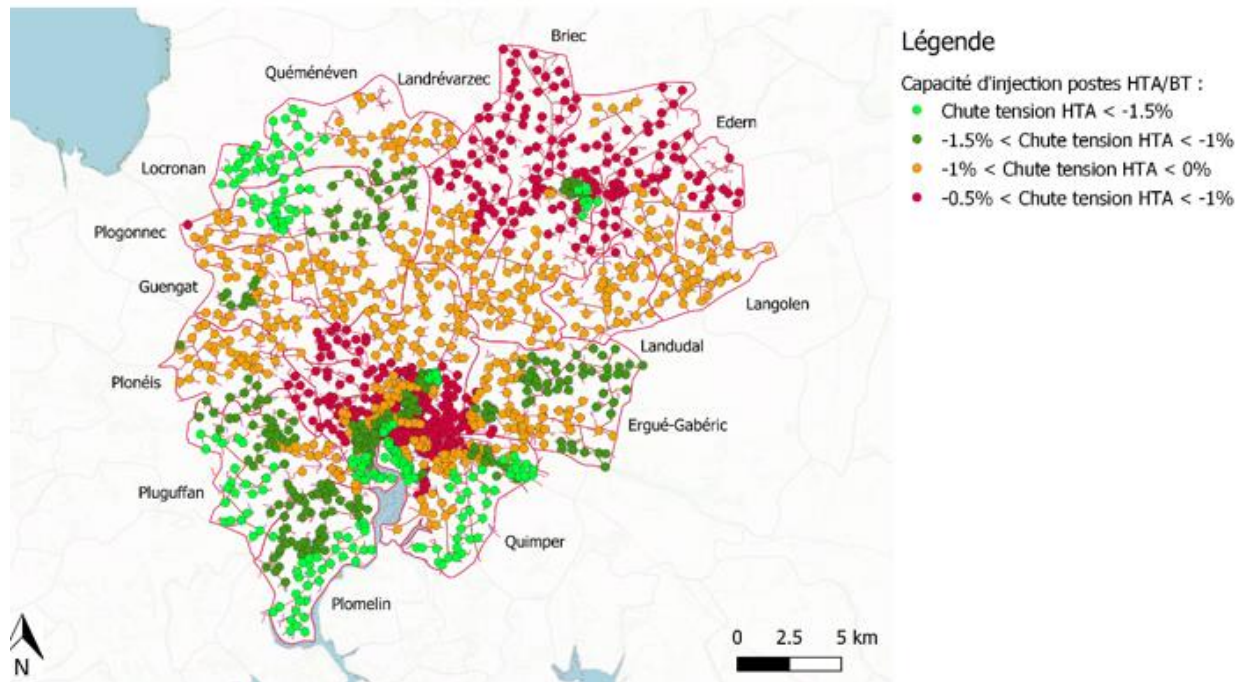 Briec
Quéménéven
Landrévarzec
Edern
Locronan
Plogonnec
Guengat
Langolen
Landudal
Plonéis
Ergué-Gabéric
Pluguffan
Quimper
Plomelin
0 2.5 5 km
N
Légende
Capacité d'injection postes HTA/BT :
Chute tension HTA < -1.5%
-1.5% < Chute tension HTA < -1%
-1% < Chute tension HTA < 0%
-0.5% < Chute tension HTA < -1%